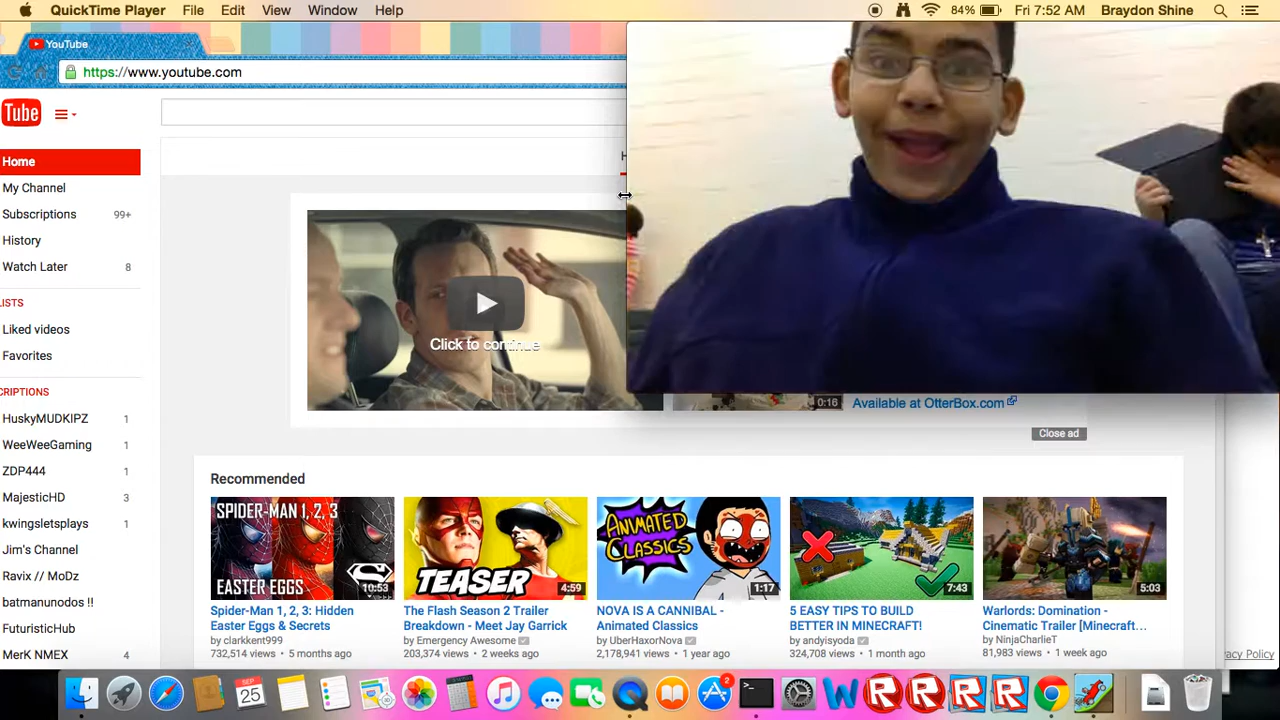 QuickTime Player File Edit View Window Help 84% Fri 7:52 AM Braydon Shine
YouTube
https://www.youtube.com
Tube
Home
My Channel
Subscriptions 99+
History
Watch Later 8
LISTS
Liked videos
Favorites
CRIPTIONS
HuskyMUDKIPZ 1
WeeWeeGaming 1
ZDP444 1
MajesticHD 3
kwingsletsplays 1
Jim's Channel
Ravix // MoDz
batmanunodos !!
FuturisticHub
MerK NMEX 4
H
Click to continue
0:16
Available at OtterBox.com
Close ad
Recommended
SPIDER-MAN 1, 2, 3
EASTER EGGS
10:53
Spider-Man 1, 2, 3: Hidden
Easter Eggs & Secrets
by clarkkent999
732,514 views • 5 months ago
TEASER
4:59
The Flash Season 2 Trailer
Breakdown - Meet Jay Garrick
by Emergency Awesome
203,374 views • 2 weeks ago
ANIMATED
CLASSICS
1:17
NOVA IS A CANNIBAL -
Animated Classics
by UberHaxorNova
2,178,941 views • 1 year ago
7:43
5 EASY TIPS TO BUILD
BETTER IN MINECRAFT!
by andyisyoda
324,708 views • 1 month ago
5:03
Warlords: Domination -
Cinematic Trailer [Minecraft...
by NinjaCharlieT
81,983 views • 1 week ago
vacy Policy
SEP
25
2